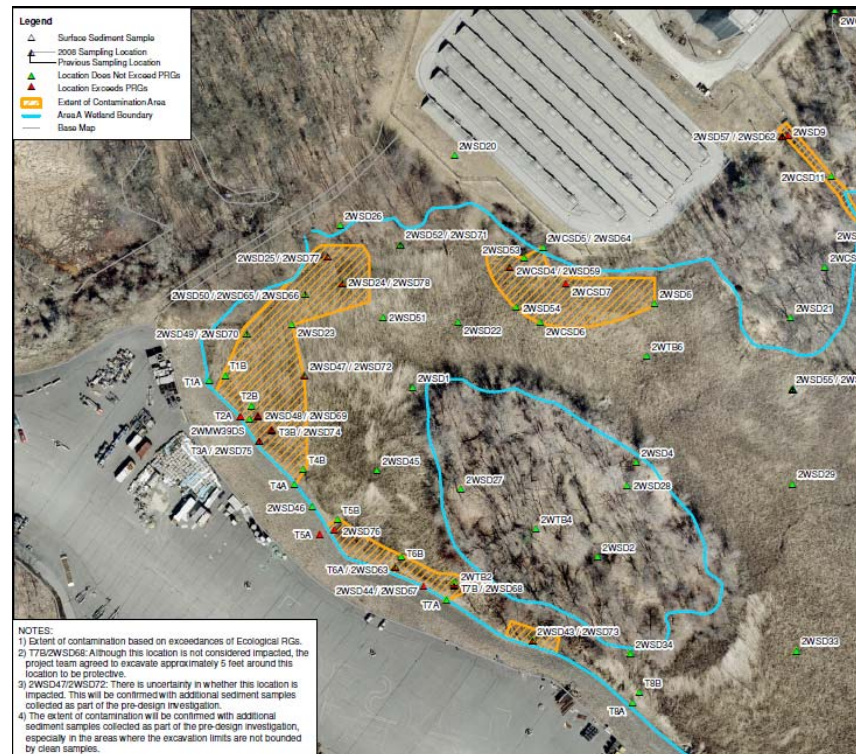 Legend
Surface Sediment Sample
2008 Sampling Location
Previous Sampling Location
Location Does Not Exceed PRGs
Location Exceeds PRGs
Extent of Contamination Area
Area A Wetland Boundary
Base Map
2WSD57 / 2WSD62
2WSD9
2WSD20
2WCSD11
2WSD26
2WSD52 / 2WSD71
2WCSD5 / 2WSD64
2WSD25 / 2WSD77
2WSD53
2WCSD4 / 2WSD59
2WSD24 / 2WSD78
2WCSD7
2WSD50 / 2WSD65 / 2WSD66
2WSD6
2WSD54
2WSD51
2WSD21
2WSD49 / 2WSD70
2WSD23
2WSD22
2WCSD6
2WTB6
T1B
2WSD47 / 2WSD72
T1A
2WSD1
2WSD55 /
T2B
T2A
2WSD48 / 2WSD69
2WMW39DS
T3B / 2WSD74
T3A / 2WSD75
T4B
2WSD45
2WSD4
T4A
2WSD27
2WSD28
2WSD29
2WSD46
T5B
2WSD76
T5A
2WTB4
T6B
2WSD2
T6A / 2WSD63
2WTB2
2WSD44 / 2WSD67
T7B / 2WSD68
T7A
2WSD43 / 2WSD73
2WSD34
2WSD33
T8B
T8A
NOTES:
1) Extent of contamination based on exceedances of Ecological RGs.
2) T7B/2WSD68: Although this location is not considered impacted, the
project team agreed to excavate approximately 5 feet around this
location to be protective.
3) 2WSD47/2WSD72: There is uncertainty in whether this location is
impacted. This will be confirmed with additional sediment samples
collected as part of the pre-design investigation.
4) The extent of contamination will be confirmed with additional
sediment samples collected as part of the pre-design investigation,
especially in the areas where the excavation limits are not bounded
by clean samples.